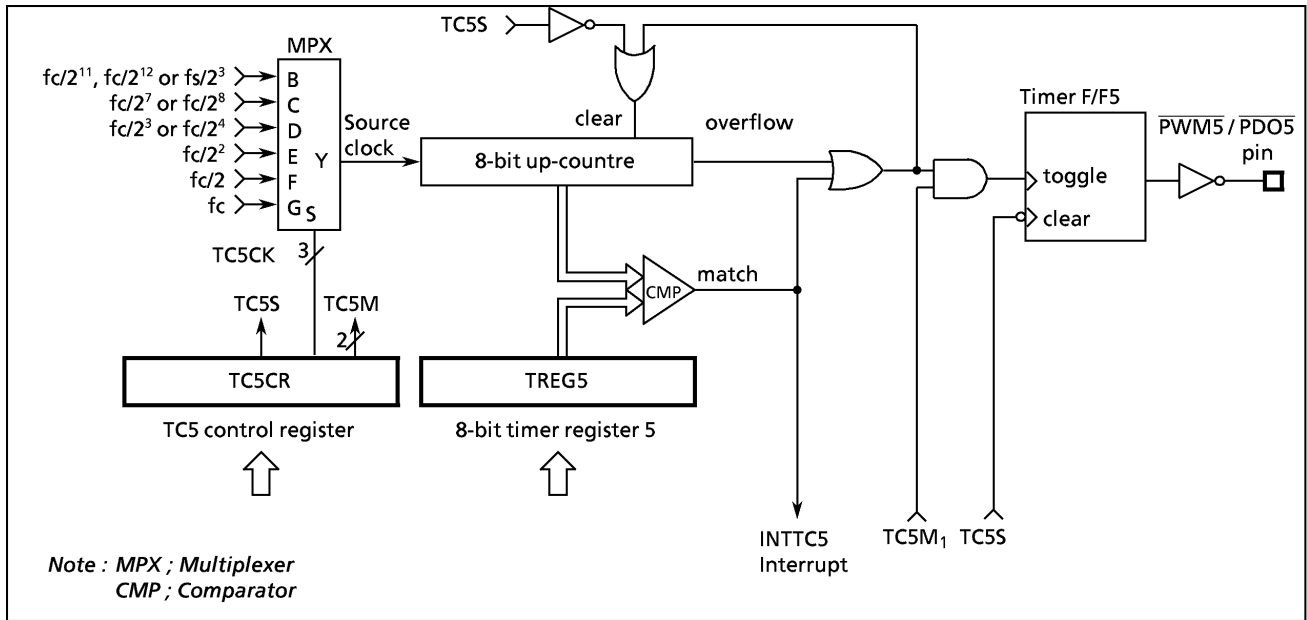 TC5S
MPX
fc/2¹¹, fc/2¹² or fs/2³
B
fc/2⁷ or fc/2⁸
C
fc/2³ or fc/2⁴
D
fc/2²
E
Y
fc/2
F
fc
G
S
Source
clock
clear
8-bit up-countre
overflow
Timer F/F5
toggle
clear
PWM5 / PDO5
pin
TC5CK
3
TC5S
TC5M
2
CMP
match
TC5CR
TREG5
TC5 control register
8-bit timer register 5
INTTC5
Interrupt
TC5M₁
TC5S
Note : MPX ; Multiplexer
CMP ; Comparator